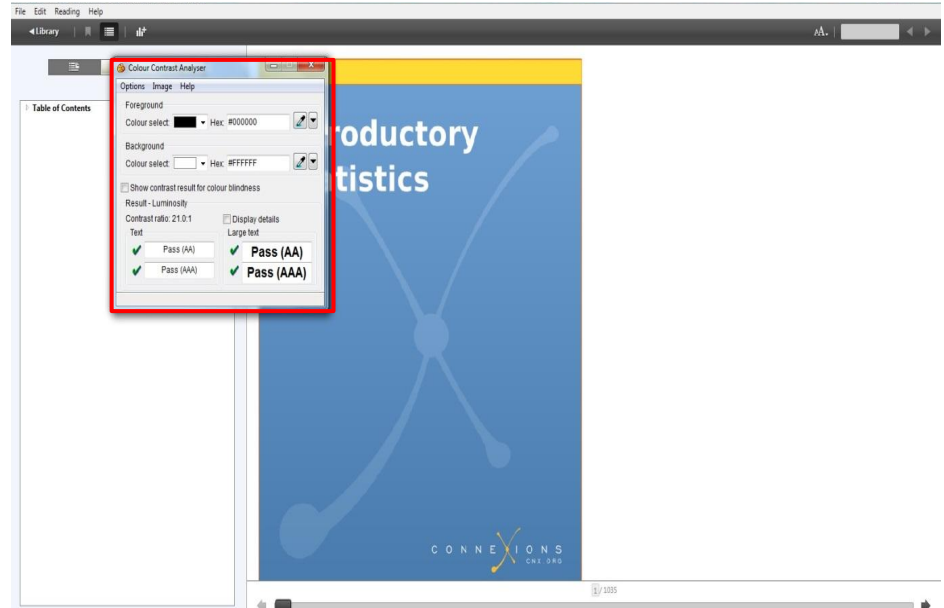 File Edit Reading Help
Library
AA
Table of Contents
Colour Contrast Analyser
Options Image Help
Foreground
Colour select: Hex: #000000
Background
Colour select: Hex: #FFFFFF
Show contrast result for colour blindness
Result - Luminosity
Contrast ratio: 21.0:1 Display details
Text Large text
Pass (AA) Pass (AA)
Pass (AAA) Pass (AAA)
roductory
tistics
CONNEXIONS
CNX.ORG
1 / 1035